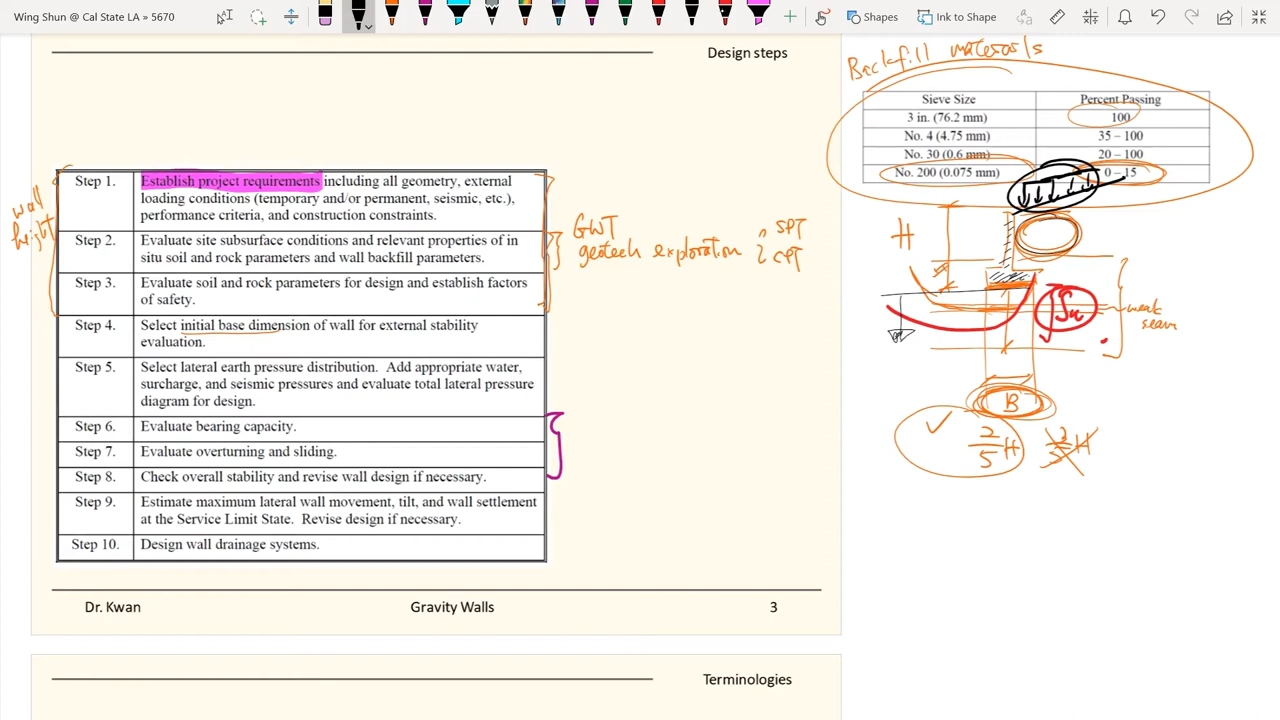 Wing Shun @ Cal State LA » 5670
Shapes
Ink to Shape
Design steps
Step 1. Establish project requirements including all geometry, external
loading conditions (temporary and/or permanent, seismic, etc.),
performance criteria, and construction constraints.
Step 2. Evaluate site subsurface conditions and relevant properties of in
situ soil and rock parameters and wall backfill parameters.
Step 3. Evaluate soil and rock parameters for design and establish factors
of safety.
Step 4. Select initial base dimension of wall for external stability
evaluation.
Step 5. Select lateral earth pressure distribution. Add appropriate water,
surcharge, and seismic pressures and evaluate total lateral pressure
diagram for design.
Step 6. Evaluate bearing capacity.
Step 7. Evaluate overturning and sliding.
Step 8. Check overall stability and revise wall design if necessary.
Step 9. Estimate maximum lateral wall movement, tilt, and wall settlement
at the Service Limit State. Revise design if necessary.
Step 10. Design wall drainage systems.
wall
height
GWT
geotech exploration
SPT
CPT
Dr. Kwan Gravity Walls 3
Terminologies
Backfill materials
Sieve Size Percent Passing
3 in. (76.2 mm) 100
No. 4 (4.75 mm) 35 – 100
No. 30 (0.6 mm) 20 – 100
No. 200 (0.075 mm) 0 – 15
H
Su
weak
seam
B
2/5 H